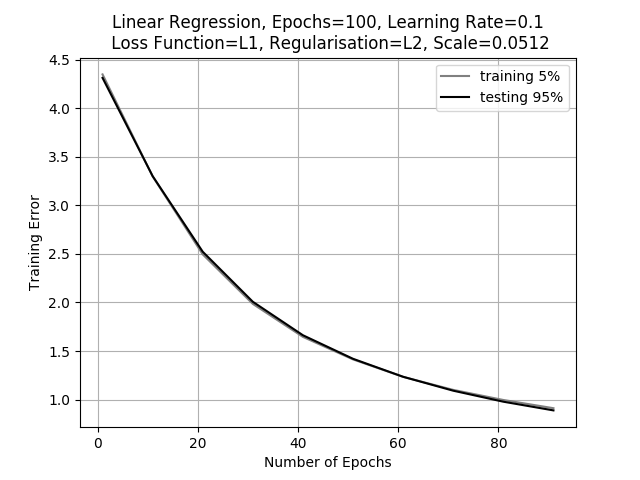 Linear Regression, Epochs=100, Learning Rate=0.1
Loss Function=L1, Regularisation=L2, Scale=0.0512
training 5%
testing 95%
Training Error
4.5
4.0
3.5
3.0
2.5
2.0
1.5
1.0
0 20 40 60 80
Number of Epochs